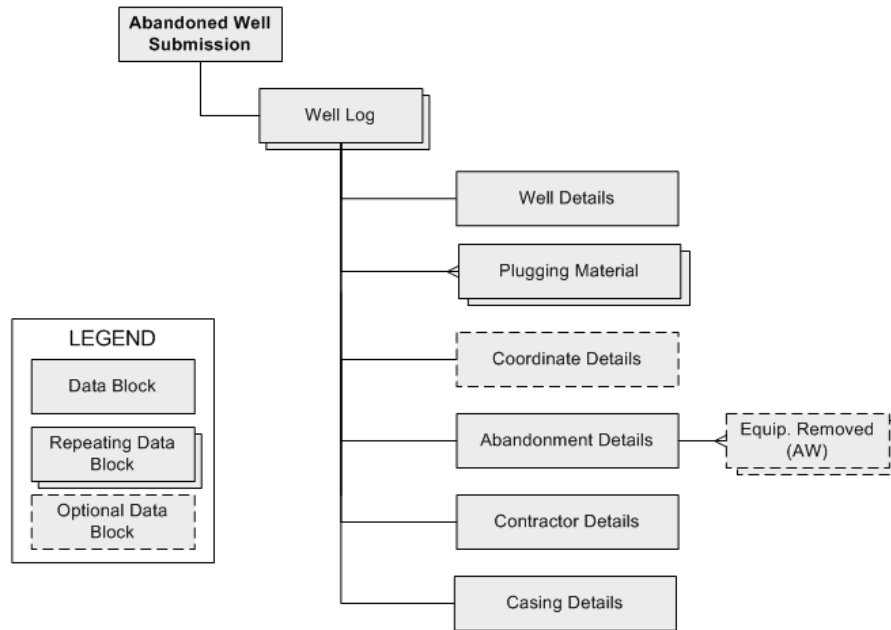 Abandoned Well
Submission
Well Log
Well Details
Plugging Material
Coordinate Details
Abandonment Details
Equip. Removed
(AW)
Contractor Details
Casing Details
LEGEND
Data Block
Repeating Data
Block
Optional Data
Block